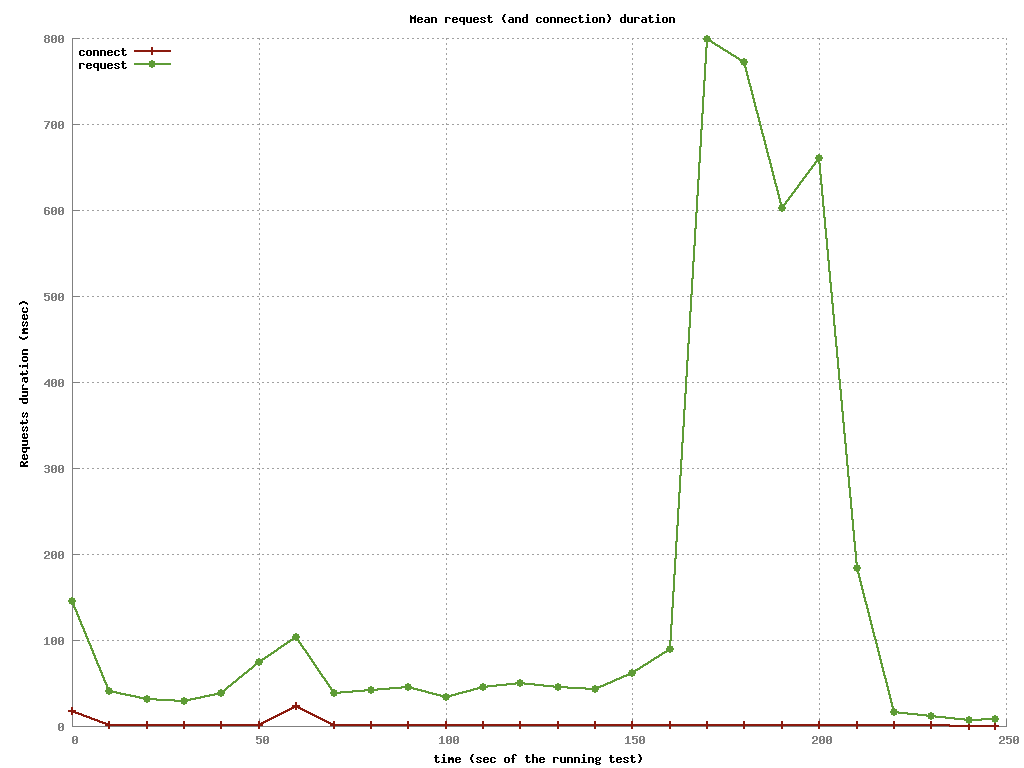 Mean request (and connection) duration
connect
request
800
700
600
500
400
300
200
100
0
Requests duration (msec)
0 50 100 150 200 250
time (sec of the running test)